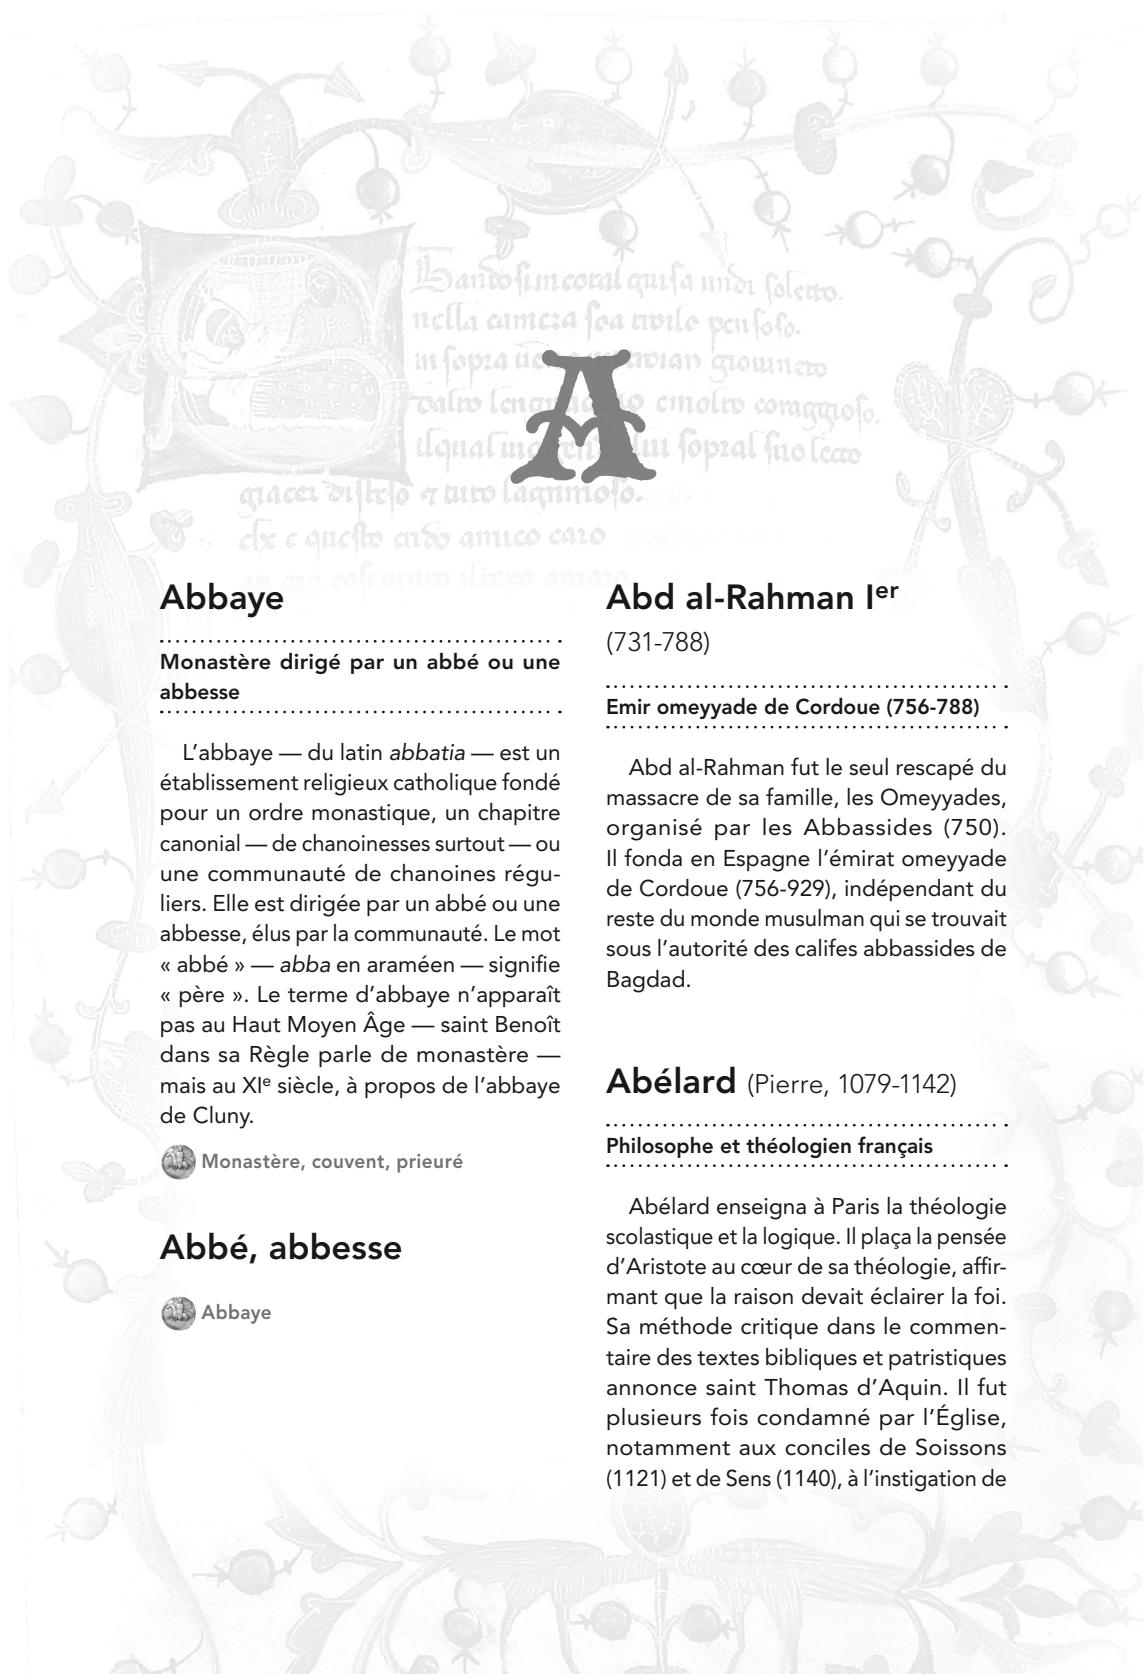 A
Abbaye
Monastère dirigé par un abbé ou une
abbesse
L'abbaye — du latin abbatia — est un
établissement religieux catholique fondé
pour un ordre monastique, un chapitre
canonial — de chanoinesses surtout — ou
une communauté de chanoines régu-
liers. Elle est dirigée par un abbé ou une
abbesse, élus par la communauté. Le mot
« abbé » — abba en araméen — signifie
« père ». Le terme d'abbaye n'apparaît
pas au Haut Moyen Âge — saint Benoît
dans sa Règle parle de monastère —
mais au XIe siècle, à propos de l'abbaye
de Cluny.
Monastère, couvent, prieuré
Abbé, abbesse
Abbaye
Abd al-Rahman Ier
(731-788)
Emir omeyyade de Cordoue (756-788)
Abd al-Rahman fut le seul rescapé du
massacre de sa famille, les Omeyyades,
organisé par les Abbassides (750).
Il fonda en Espagne l'émirat omeyyade
de Cordoue (756-929), indépendant du
reste du monde musulman qui se trouvait
sous l'autorité des califes abbassides de
Bagdad.
Abélard (Pierre, 1079-1142)
Philosophe et théologien français
Abélard enseigna à Paris la théologie
scolastique et la logique. Il plaça la pensée
d'Aristote au cœur de sa théologie, affir-
mant que la raison devait éclairer la foi.
Sa méthode critique dans le commen-
taire des textes bibliques et patristiques
annonce saint Thomas d'Aquin. Il fut
plusieurs fois condamné par l'Église,
notamment aux conciles de Soissons
(1121) et de Sens (1140), à l'instigation de